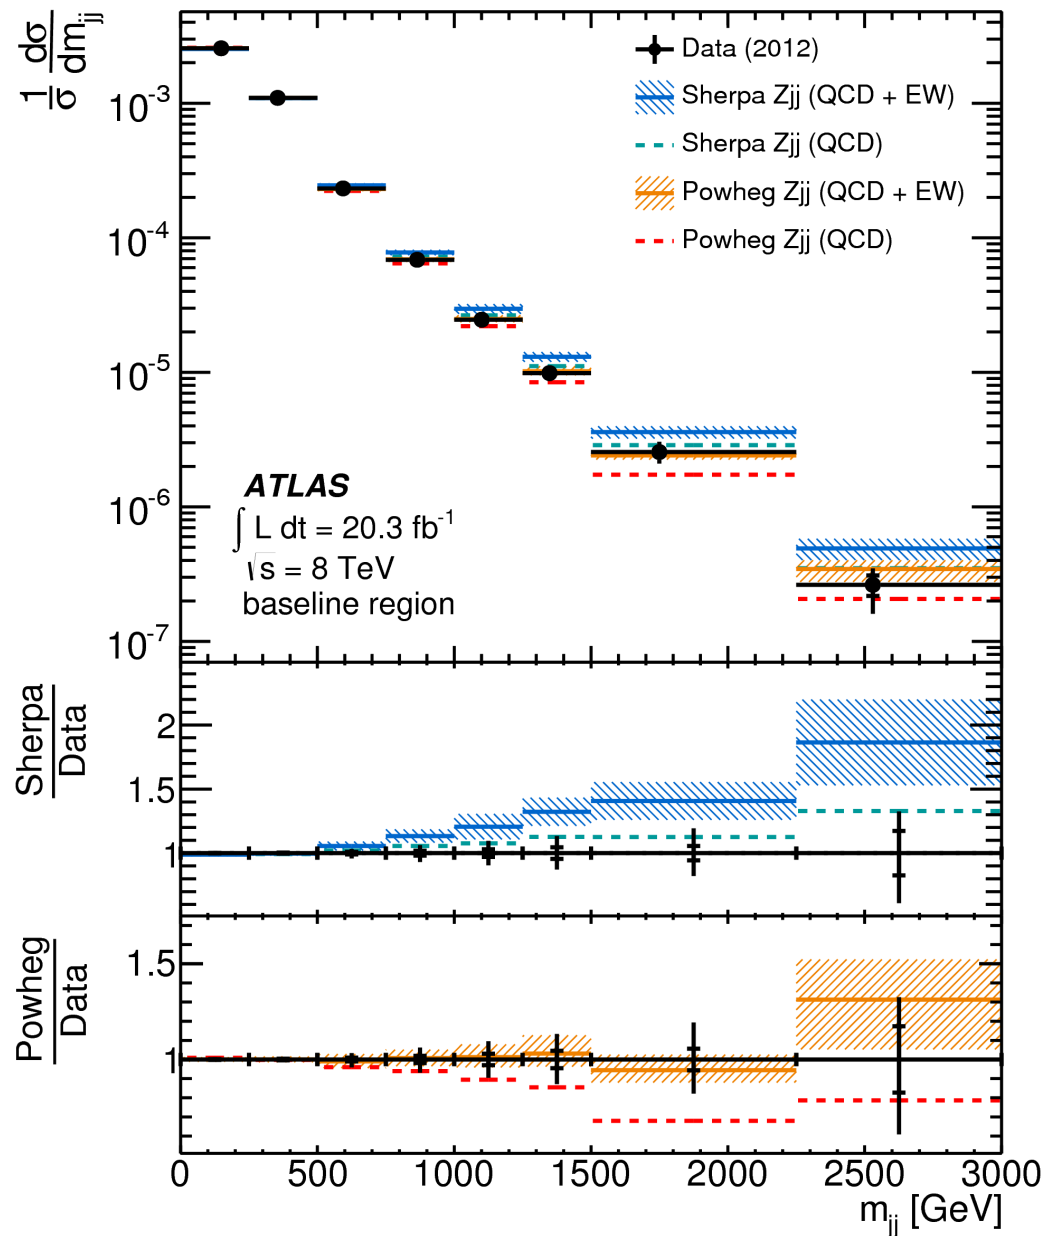 1/σ dσ/dm_jj
10^-3
10^-4
10^-5
10^-6
10^-7
Data (2012)
Sherpa Zjj (QCD + EW)
Sherpa Zjj (QCD)
Powheg Zjj (QCD + EW)
Powheg Zjj (QCD)
ATLAS
∫ L dt = 20.3 fb^-1
√s = 8 TeV
baseline region
Sherpa
Data
2
1.5
1
Powheg
Data
1.5
1
0 500 1000 1500 2000 2500 3000
m_jj [GeV]